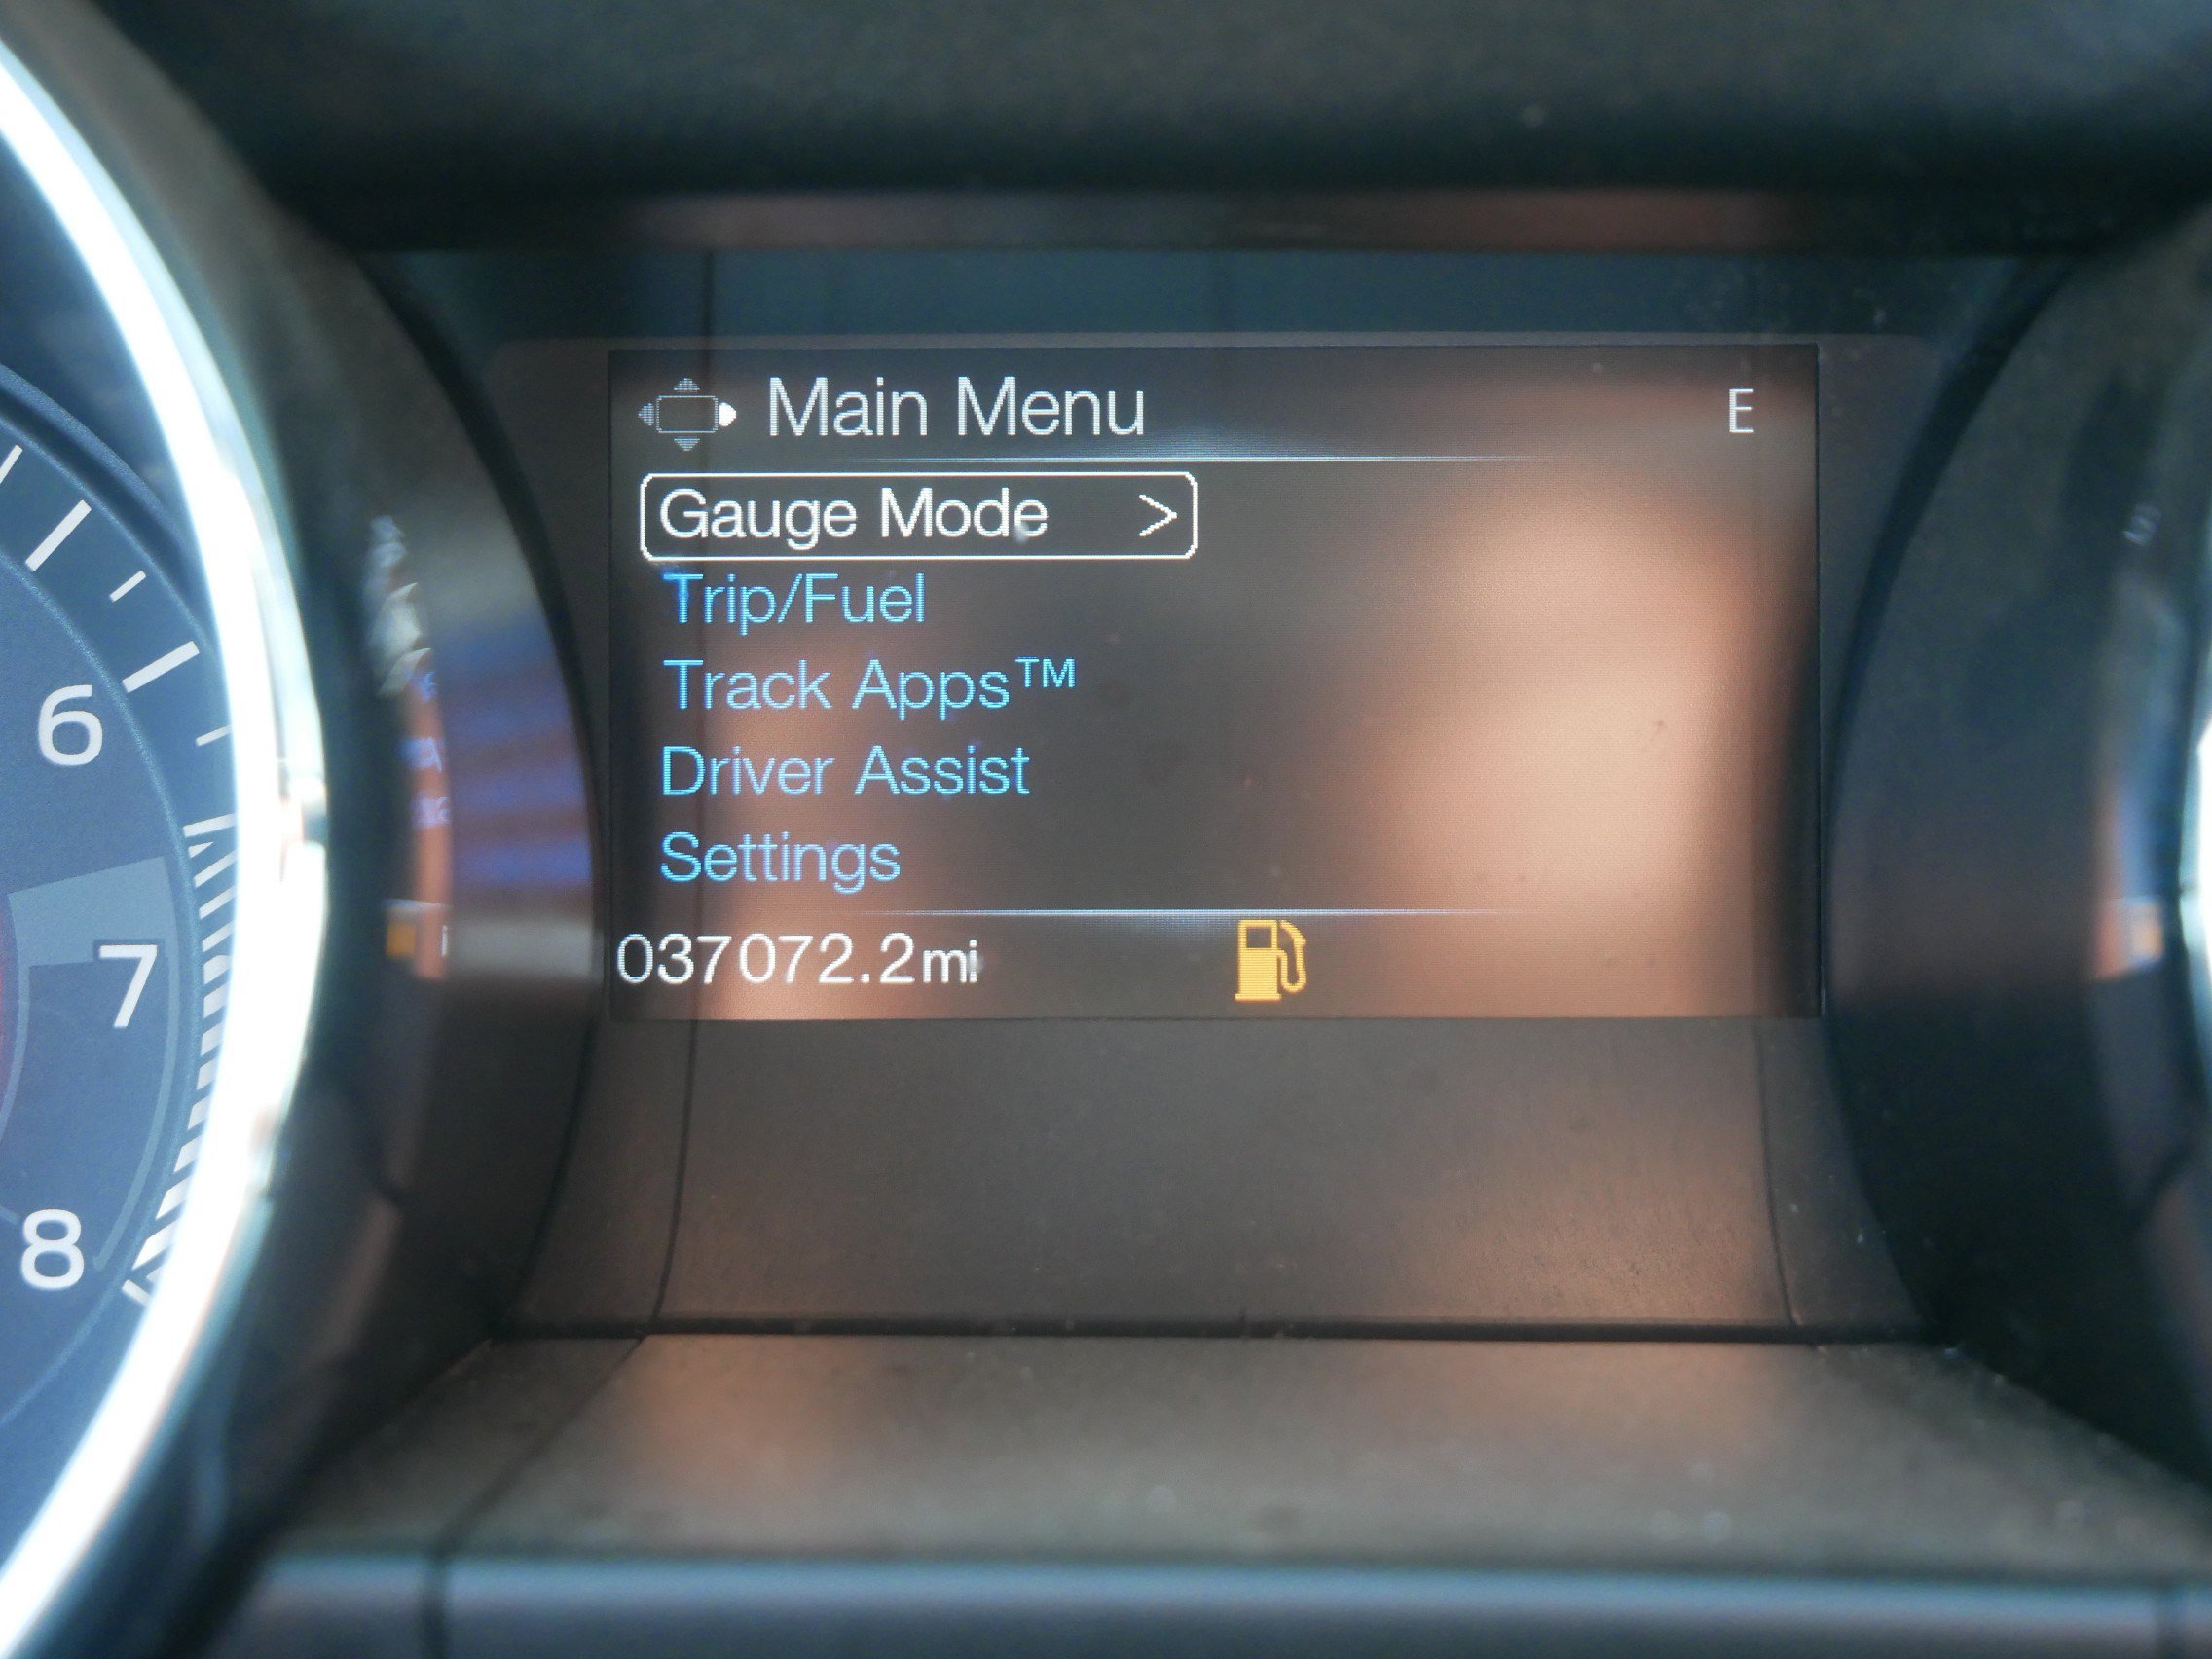 Main Menu E
Gauge Mode >
Trip/Fuel
Track Apps™
Driver Assist
Settings
037072.2mi
6
7
8